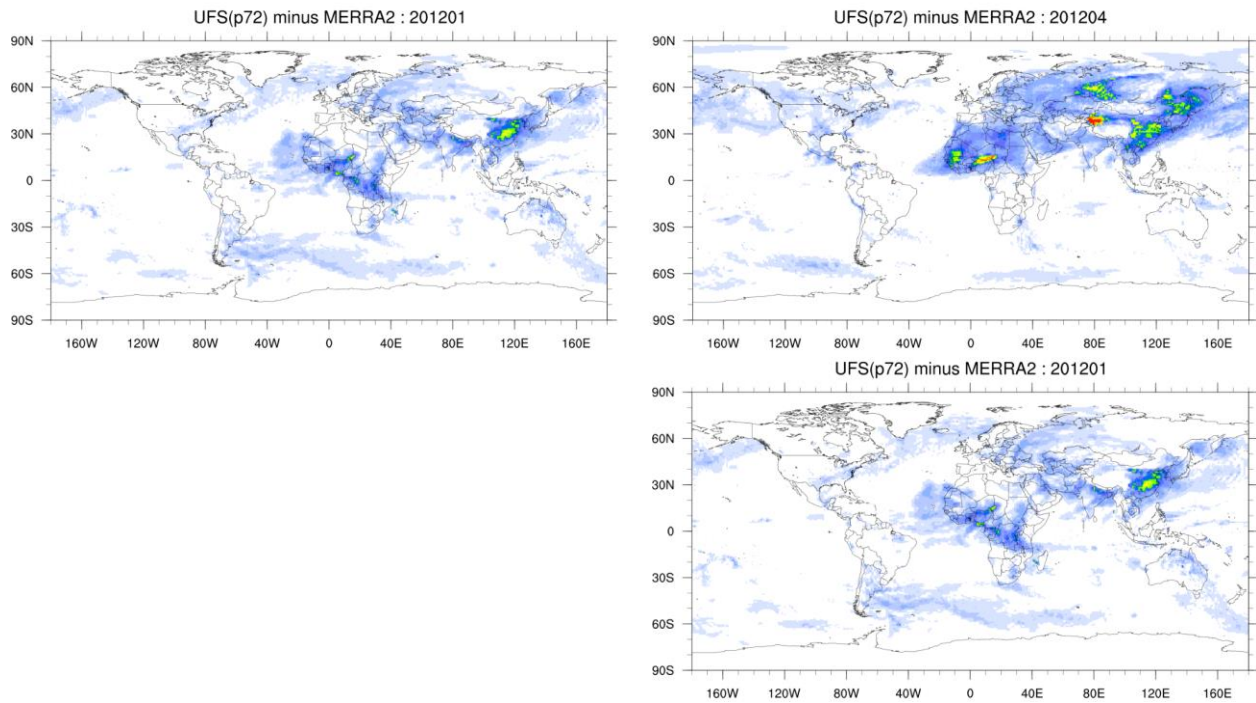 UFS(p72) minus MERRA2 : 201201
90N
60N
30N
0
30S
60S
90S
160W 120W 80W 40W 0 40E 80E 120E 160E
UFS(p72) minus MERRA2 : 201204
90N
60N
30N
0
30S
60S
90S
160W 120W 80W 40W 0 40E 80E 120E 160E
UFS(p72) minus MERRA2 : 201201
90N
60N
30N
0
30S
60S
90S
160W 120W 80W 40W 0 40E 80E 120E 160E